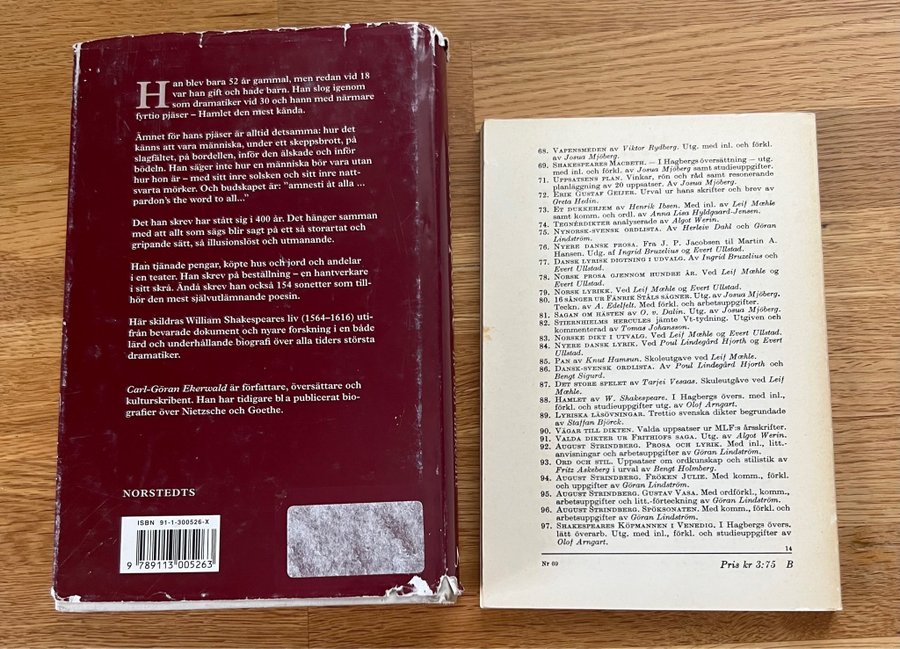 Han blev bara 52 år gammal, men redan vid 18
var han gift och hade barn. Han slog igenom
som dramatiker vid 30 och hann med närmare
fyrtio pjäser – Hamlet den mest kända.
Ämnet för hans pjäser är alltid detsamma: hur det
känns att vara människa, under ett skeppsbrott, på
slagfältet, på bordellen, inför den älskade och inför
bödeln. Han säger inte hur en människa bör vara utan
hur hon är – med sitt inre solsken och sitt inre natt-
svarta mörker. Och budskapet är: "amnesti åt alla ...
pardon's the word to all..."
Det han skrev har stått sig i 400 år. Det hänger samman
med att allt som sägs blir sagt på ett så storartat och
gripande sätt, så illusionslöst och utmanande.
Han tjänade pengar, köpte hus och jord och andelar
i en teater. Han skrev på beställning – en hantverkare
i sitt skrå. Ändå skrev han också 154 sonetter som till-
hör den mest självutlämnande poesin.
Här skildras William Shakespeares liv (1564–1616) uti-
från bevarade dokument och nyare forskning i en både
lärd och underhållande biografi över alla tiders största
dramatiker.
Carl-Göran Ekerwald är författare, översättare och
kulturskribent. Han har tidigare bl a publicerat bio-
grafier över Nietzsche och Goethe.
NORSTEDTS
ISBN 91-1-300526-X
9 789113 005263
68. VAPENSMEDEN av Viktor Rydberg. Utg. med inl. och förkl.
av Josua Mjöberg.
69. SHAKESPEARES MACBETH. — I Hagbergs översättning — utg.
med inl. och förkl. av Josua Mjöberg samt studieuppgifter.
71. UPPSATSENS PLAN. Vinkar, rön och råd samt resonerande
planläggning av 20 uppsatser. Av Josua Mjöberg.
72. ERIK GUSTAF GEIJER. Urval ur hans skrifter och brev av
Greta Hedin.
73. ET DUKKEHJEM av Henrik Ibsen. Med inl. av Leif Mæhle
samt komm. och ordl. av Anna Lisa Hyldgaard-Jensen.
74. TEGNÉRDIKTER analyserade av Algot Werin.
75. NYNORSK-SVENSK ORDLISTA. Av Herleiv Dahl och Göran
Lindström.
76. NYERE DANSK PROSA. Fra J. P. Jacobsen til Martin A.
Hansen. Udg. af Ingrid Bruzelius og Evert Ullstad.
77. DANSK LYRISK DIGTNING I UDVALG. Av Ingrid Bruzelius og
Evert Ullstad.
78. NORSK PROSA GJENNOM HUNDRE ÅR. Ved Leif Mæhle og
Evert Ullstad.
79. NORSK LYRIKK. Ved Leif Mæhle og Evert Ullstad.
80. 16 SÅNGER UR FÄNRIK STÅLS SÄGNER. Utg. av Josua Mjöberg.
Teckn. av A. Edelfelt. Med förkl. och arbetsuppgifter.
81. SAGAN OM HÄSTEN av O. v. Dalin. Utg. av Josua Mjöberg.
82. STIERNHIELMS HERCULES jämte Vt-tydning. Utgiven och
kommenterad av Tomas Johansson.
83. NORSKE DIKT I UTVALG. Ved Leif Mæhle og Evert Ullstad.
84. NYERE DANSK LYRIK. Ved Poul Lindegård Hjorth og Evert
Ullstad.
85. PAN av Knut Hamsun. Skoleutgave ved Leif Mæhle.
86. DANSK-SVENSK ORDLISTA. Av Poul Lindegård Hjorth och
Bengt Sigurd.
87. DET STORE SPELET av Tarjei Vesaas. Skuleutgåve ved Leif
Mæhle.
88. HAMLET av W. Shakespeare. I Hagbergs övers. med inl.,
förkl. och studieuppgifter utg. av Olof Arngart.
89. LYRISKA LÄSÖVNINGAR. Trettio svenska dikter begrundade
av Staffan Björck.
90. VÄGAR TILL DIKTEN. Valda uppsatser ur MLF:s årsskrifter.
91. VALDA DIKTER UR FRITHIOFS SAGA. Utg. av Algot Werin.
92. AUGUST STRINDBERG. PROSA OCH LYRIK. Med inl., litt.-
anvisningar och arbetsuppgifter av Göran Lindström.
93. ORD OCH STIL. Uppsatser om ordkunskap och stilistik av
Fritz Askeberg i urval av Bengt Holmberg.
94. AUGUST STRINDBERG. FRÖKEN JULIE. Med komm., förkl.
och uppgifter av Göran Lindström.
95. AUGUST STRINDBERG. GUSTAV VASA. Med ordförkl., komm.,
arbetsuppgifter och litt.-förteckning av Göran Lindström.
96. AUGUST STRINDBERG. SPÖKSONATEN. Med komm., förkl. och
arbetsuppgifter av Göran Lindström.
97. SHAKESPEARES KÖPMANNEN I VENEDIG. I Hagbergs övers.
lätt överarb. Utg. med inl., förkl. och studieuppgifter av
Olof Arngart.
14
Nr 69 Pris kr 3:75 B